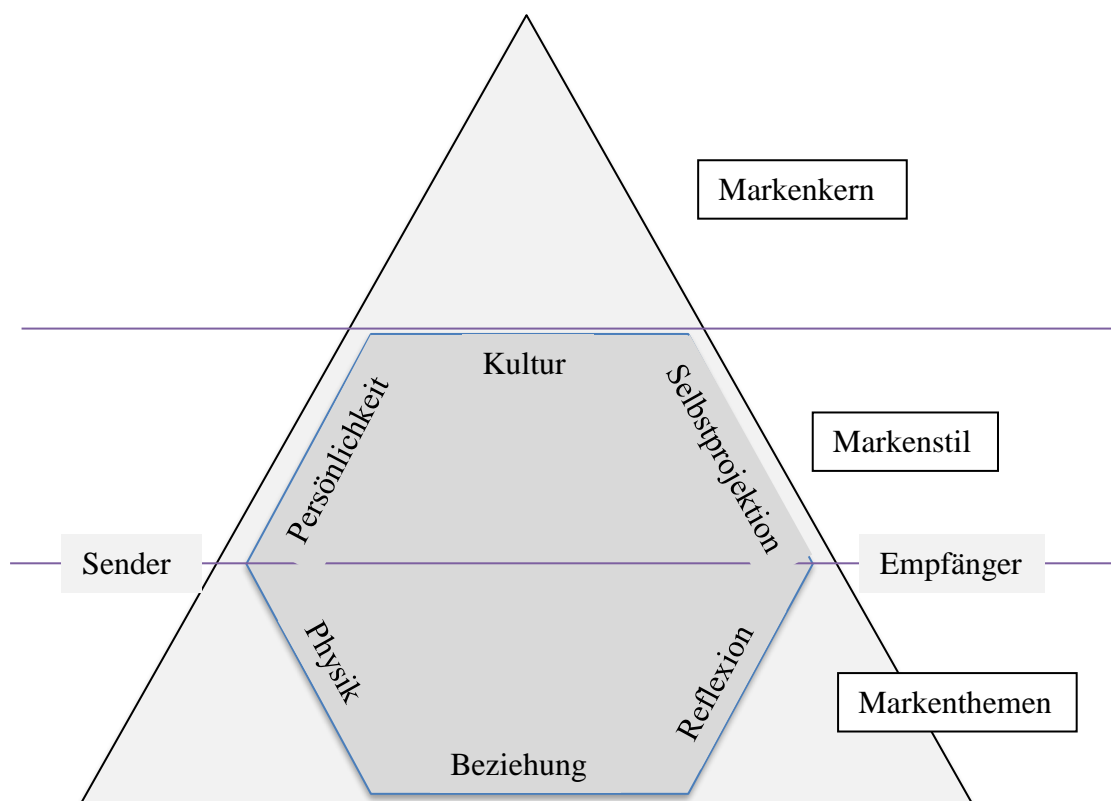 Markenkern
Kultur
Persönlichkeit
Selbstprojektion
Markenstil
Sender
Empfänger
Physik
Reflexion
Markenthemen
Beziehung